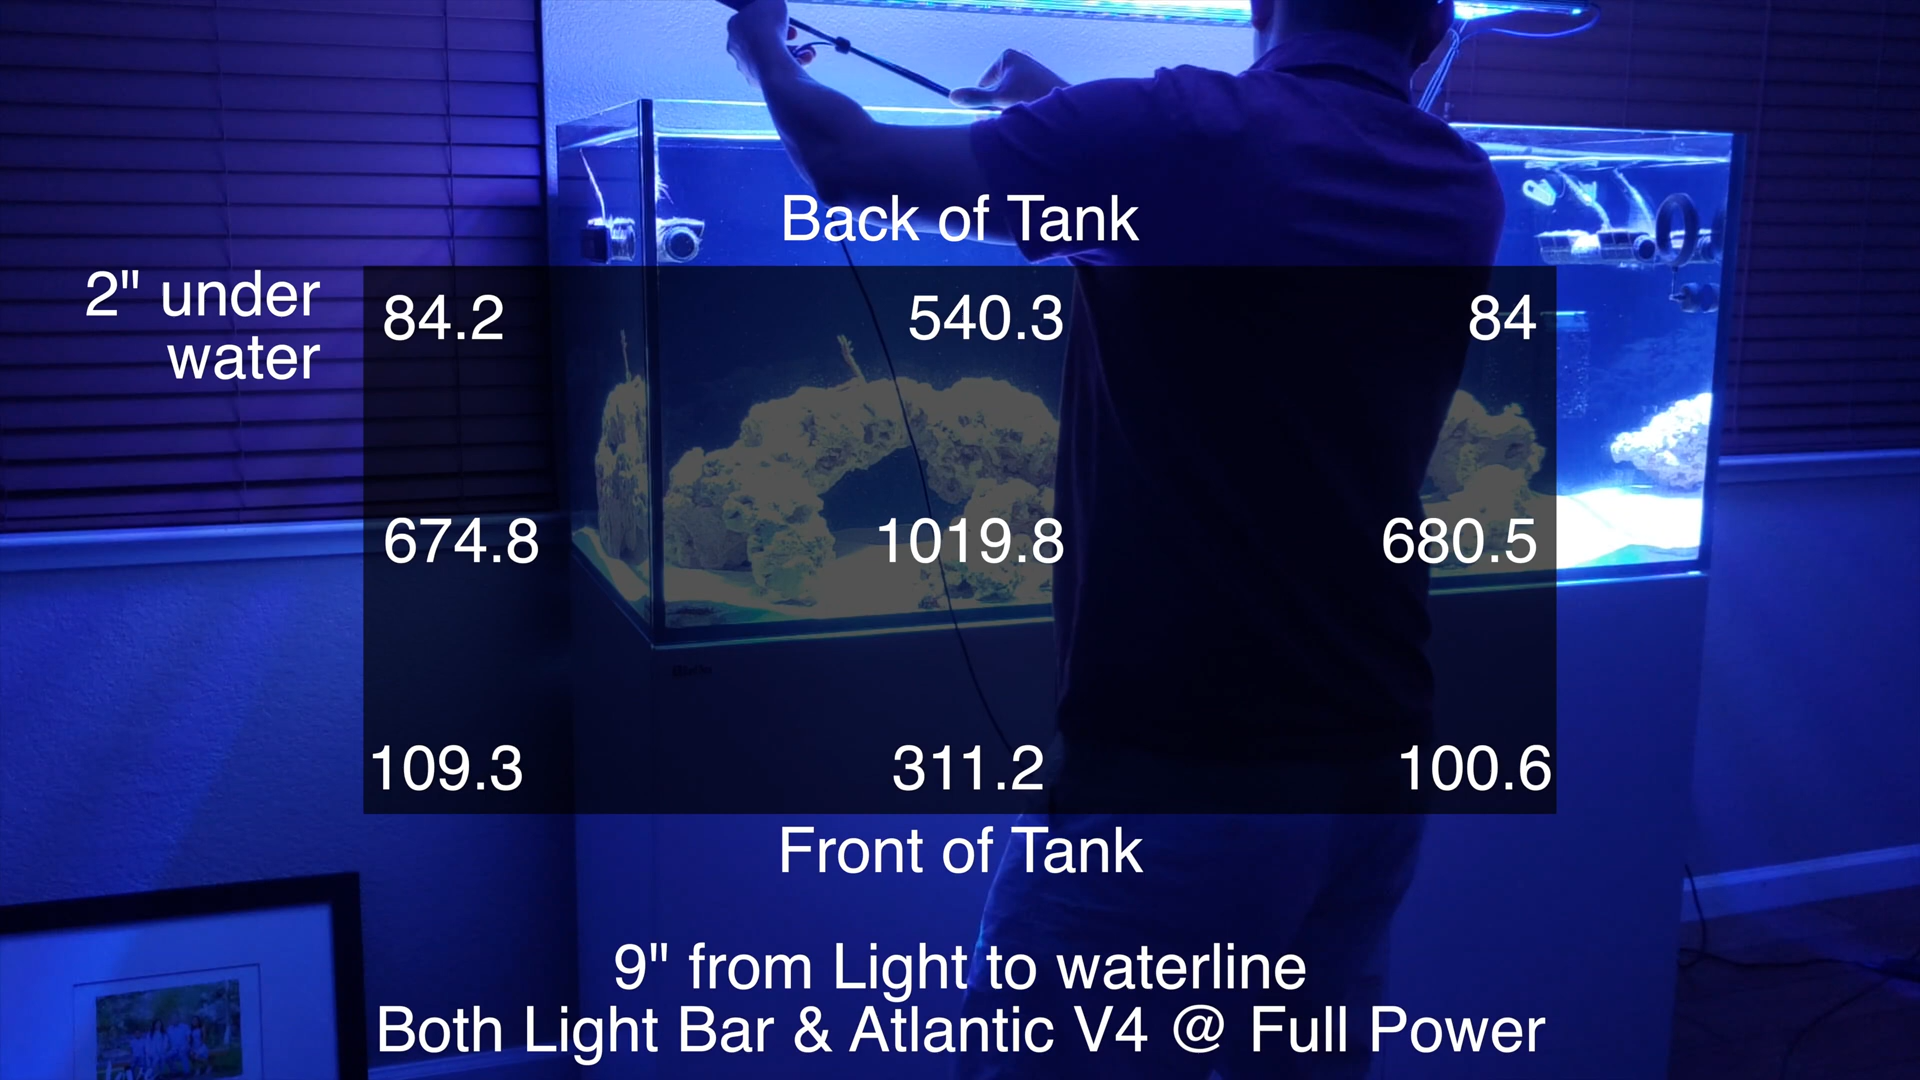 Back of Tank
2" under
water
84.2 540.3 84
674.8 1019.8 680.5
109.3 311.2 100.6
Front of Tank
9" from Light to waterline
Both Light Bar & Atlantic V4 @ Full Power